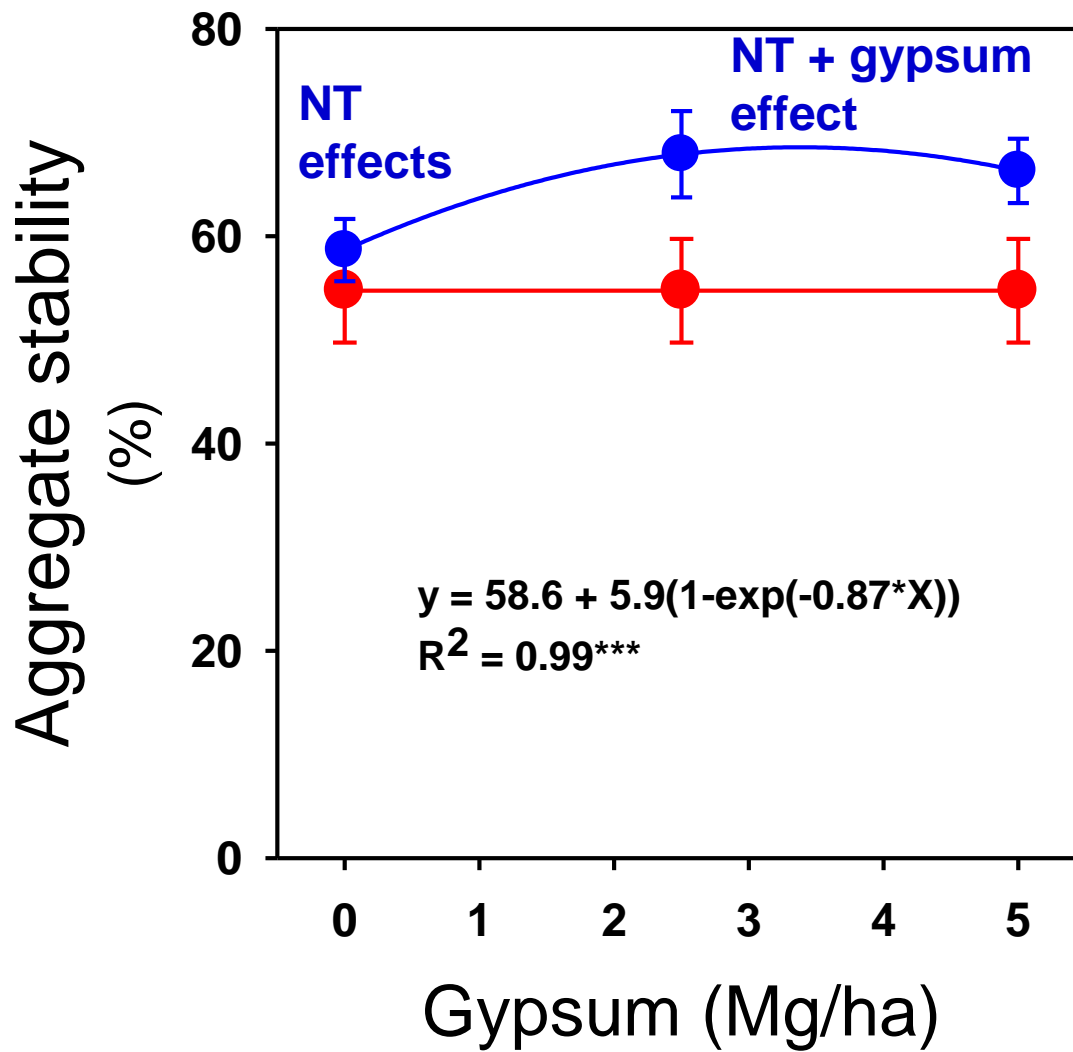 80
NT + gypsum
effect
NT
effects
60
40
20
0
Aggregate stability
(%)
y = 58.6 + 5.9(1-exp(-0.87*X))
R² = 0.99***
0 1 2 3 4 5
Gypsum (Mg/ha)